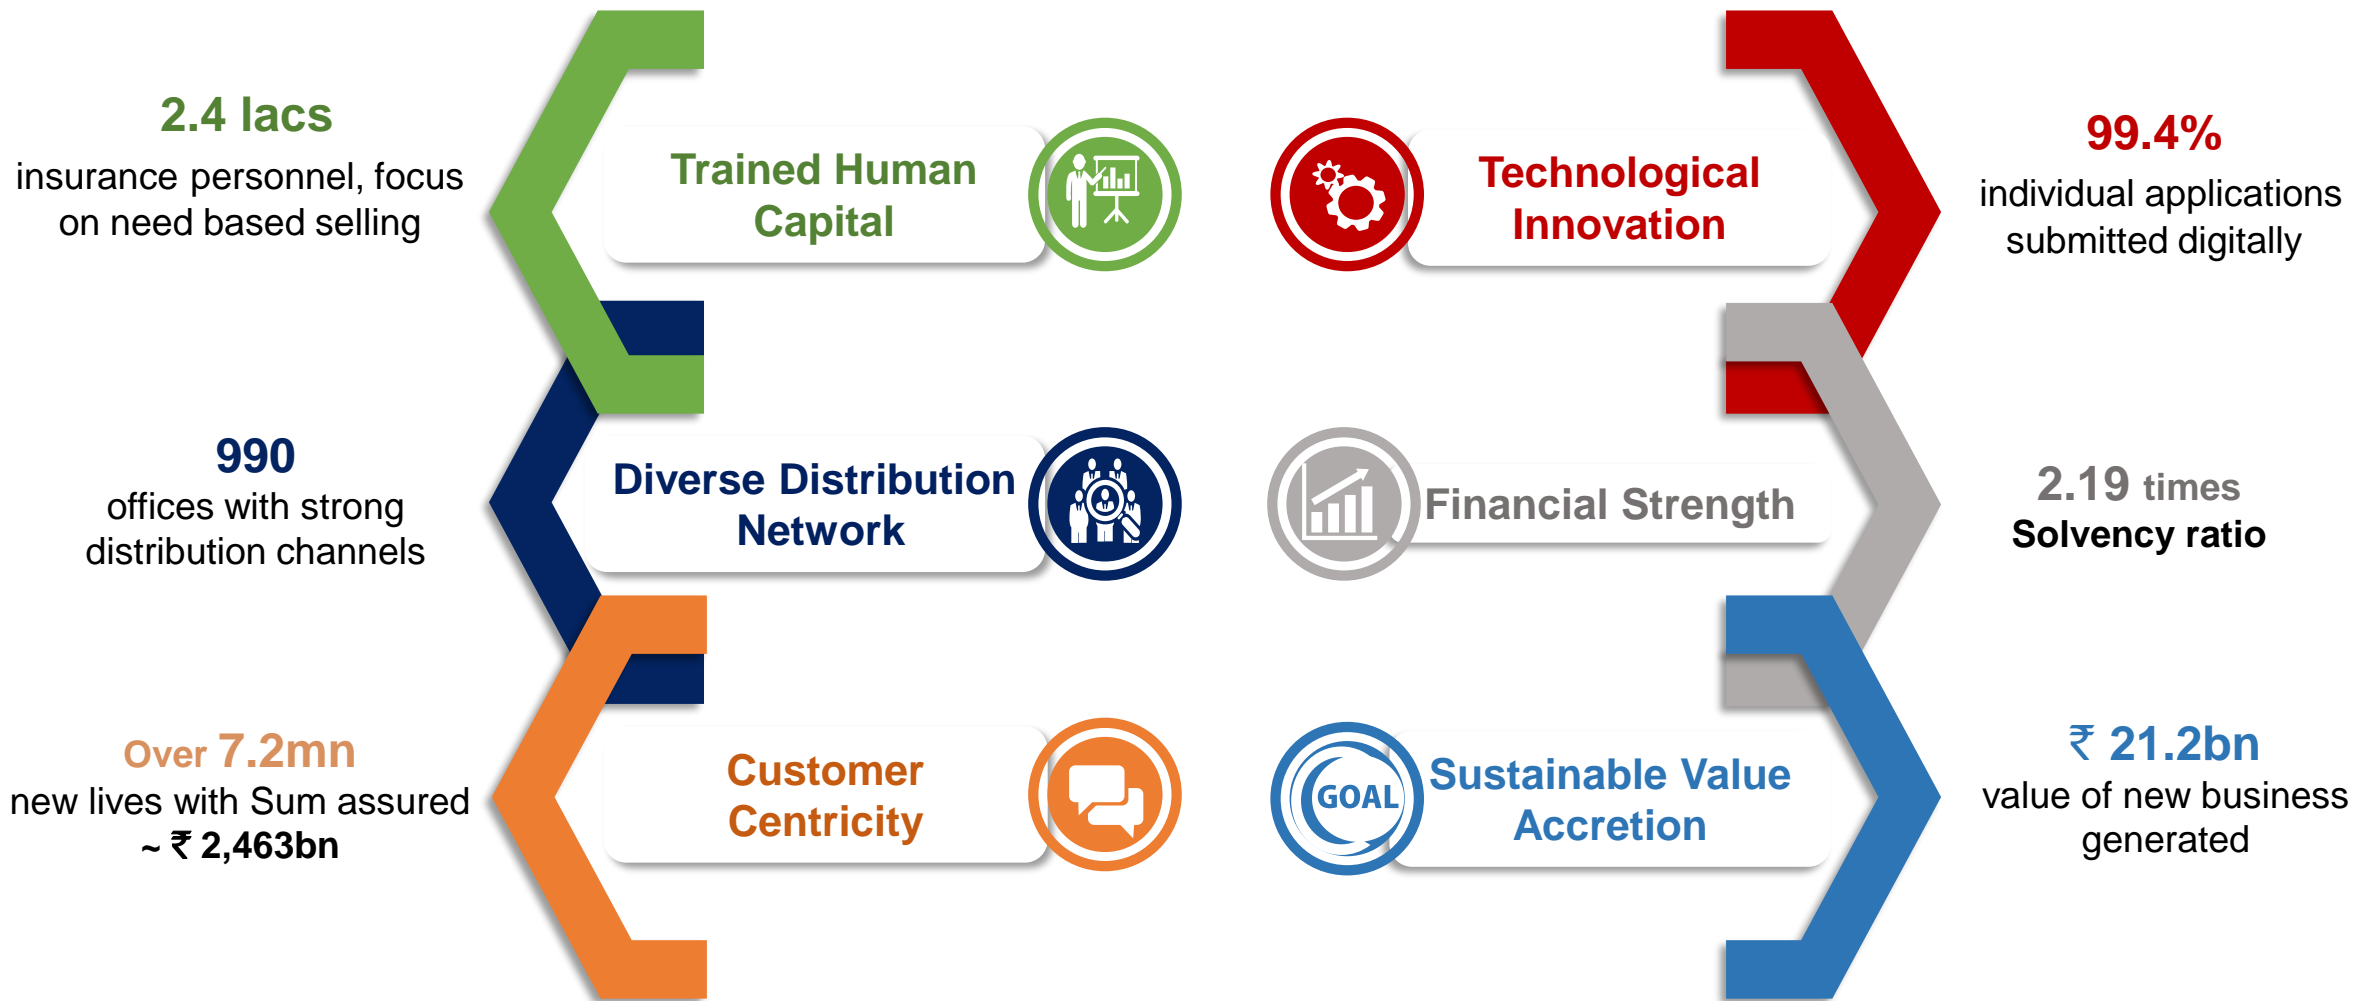 2.4 lacs
insurance personnel, focus
on need based selling
Trained Human
Capital
Technological
Innovation
99.4%
individual applications
submitted digitally
990
offices with strong
distribution channels
Diverse Distribution
Network
Financial Strength
2.19 times
Solvency ratio
Over 7.2mn
new lives with Sum assured
~ ₹ 2,463bn
Customer
Centricity
GOAL
Sustainable Value
Accretion
₹ 21.2bn
value of new business
generated